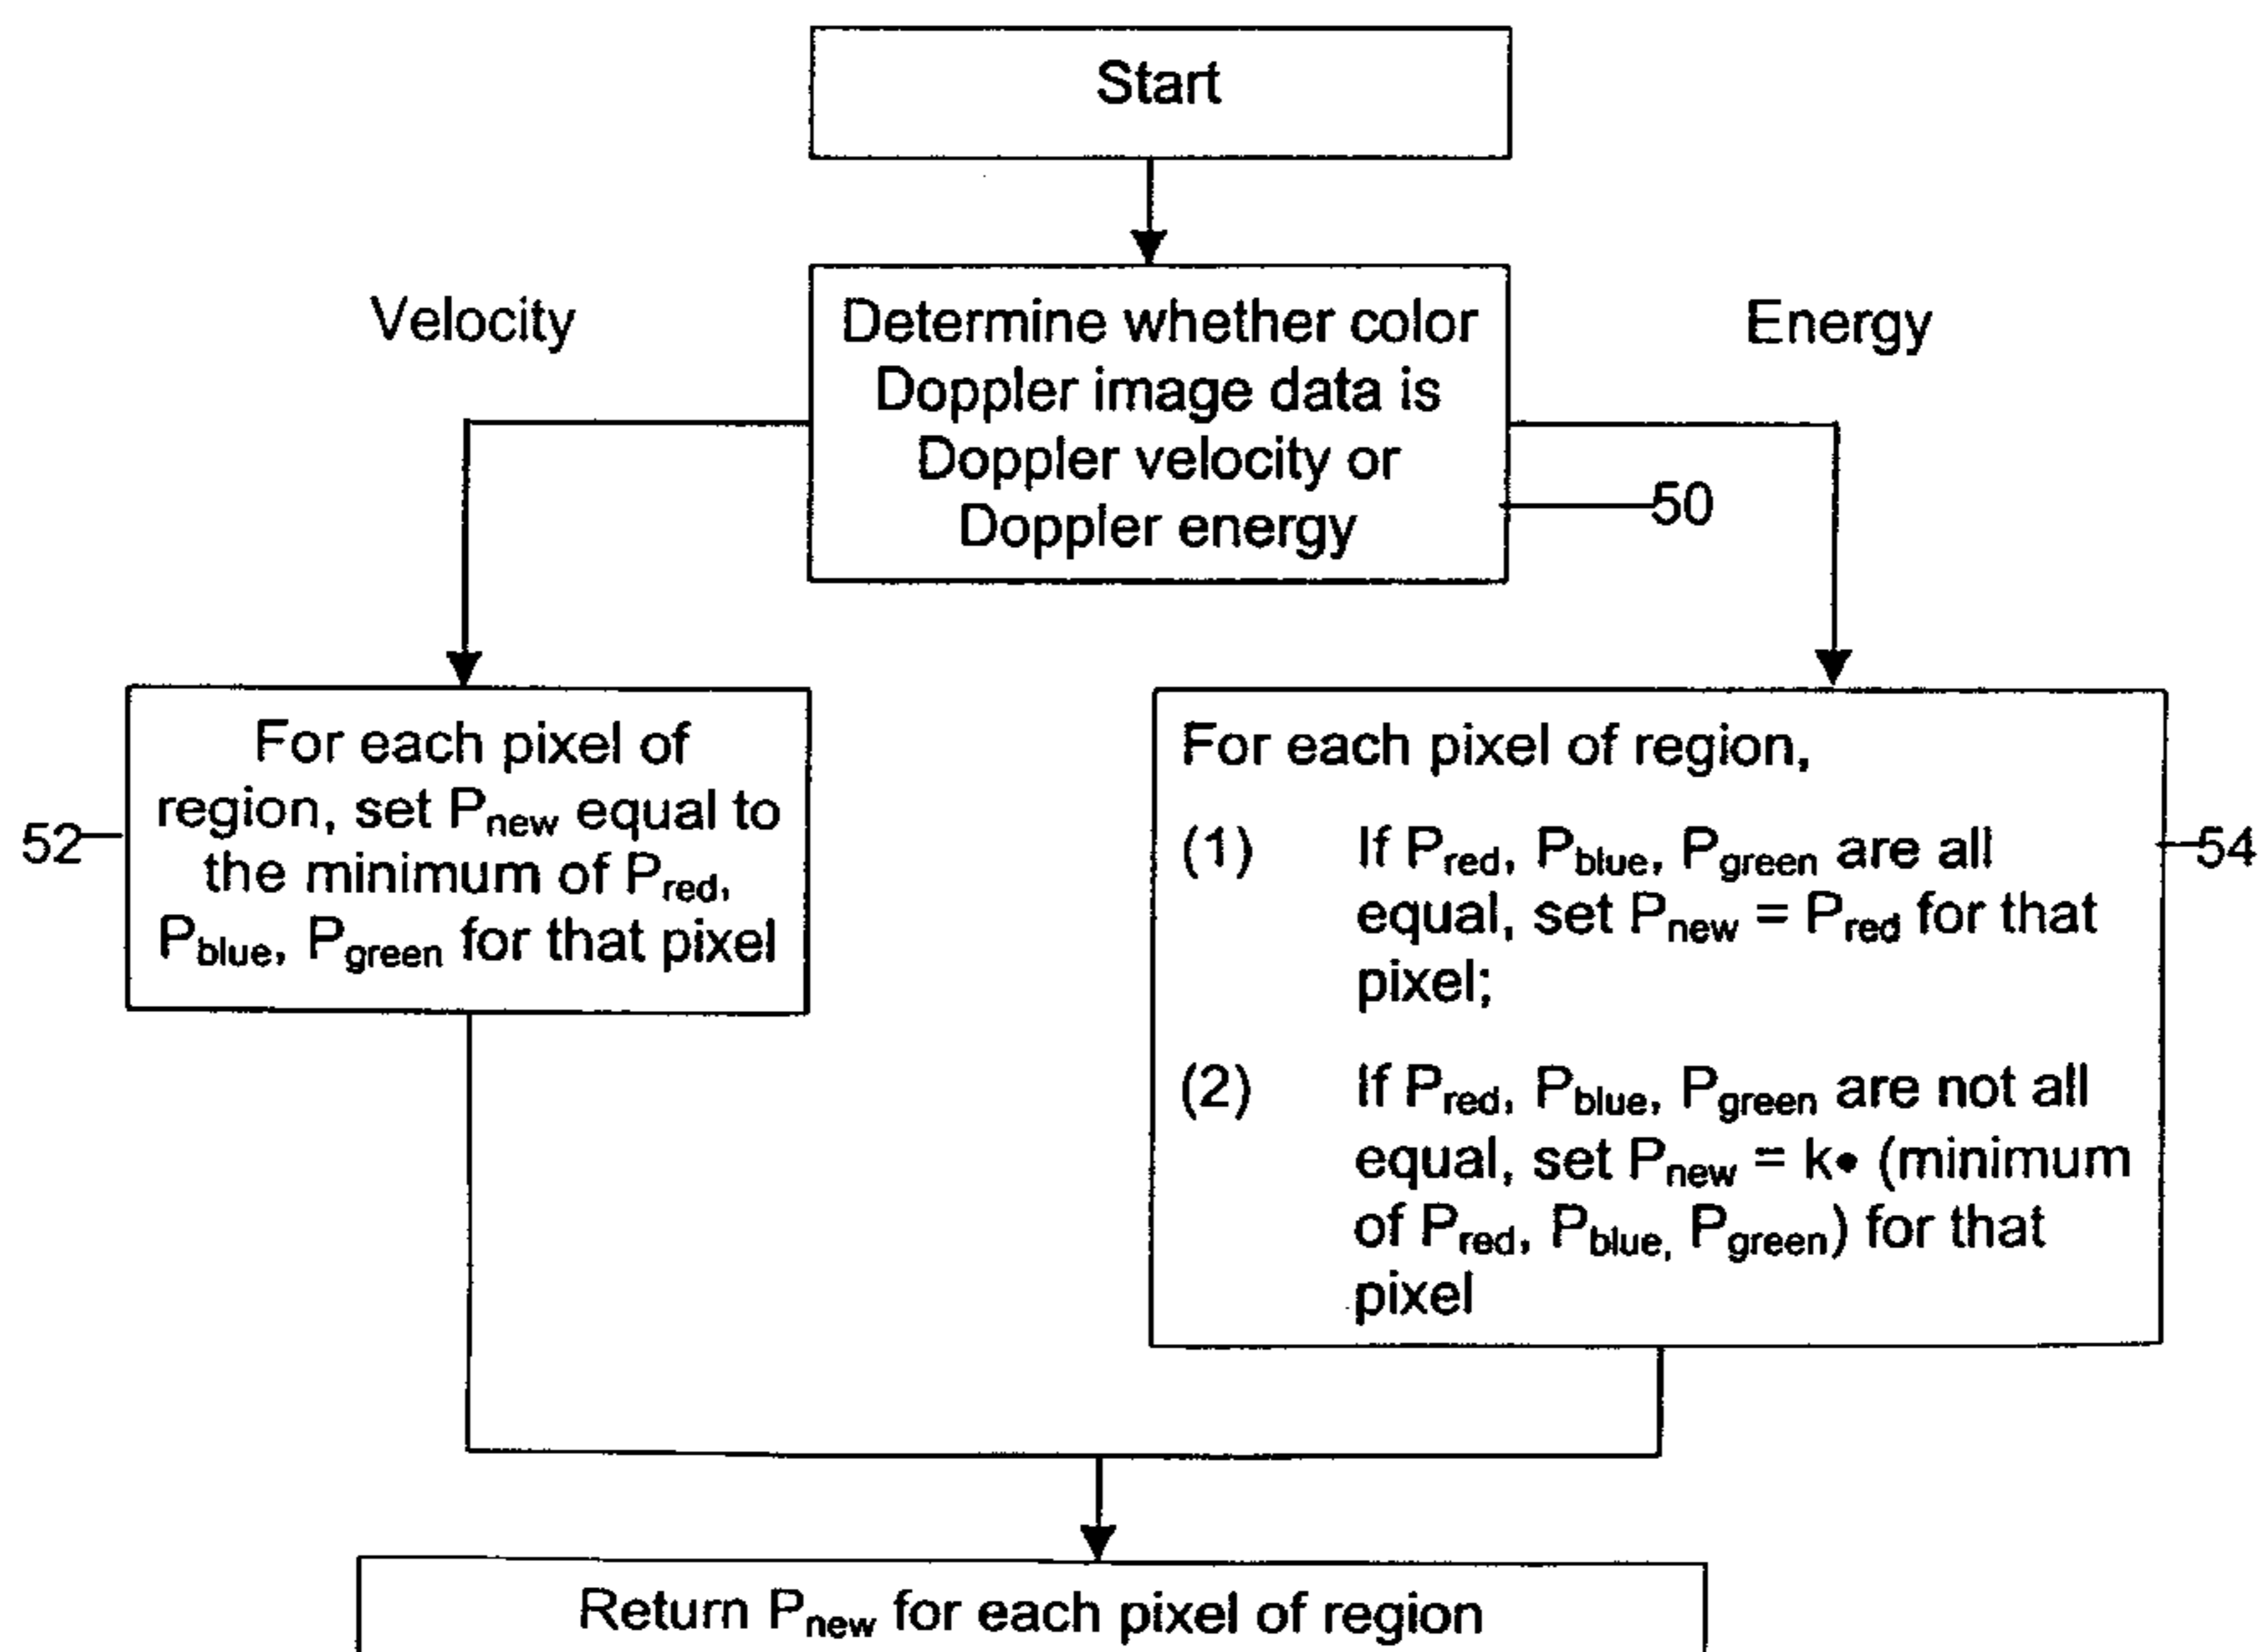 Start
Velocity
Determine whether color
Doppler image data is
Doppler velocity or
Doppler energy
Energy
50
52
For each pixel of
region, set Pnew equal to
the minimum of Pred,
Pblue, Pgreen for that pixel
For each pixel of region,
(1) If Pred, Pblue, Pgreen are all
equal, set Pnew = Pred for that
pixel;
(2) If Pred, Pblue, Pgreen are not all
equal, set Pnew = k• (minimum
of Pred, Pblue, Pgreen) for that
pixel
54
Return Pnew for each pixel of region